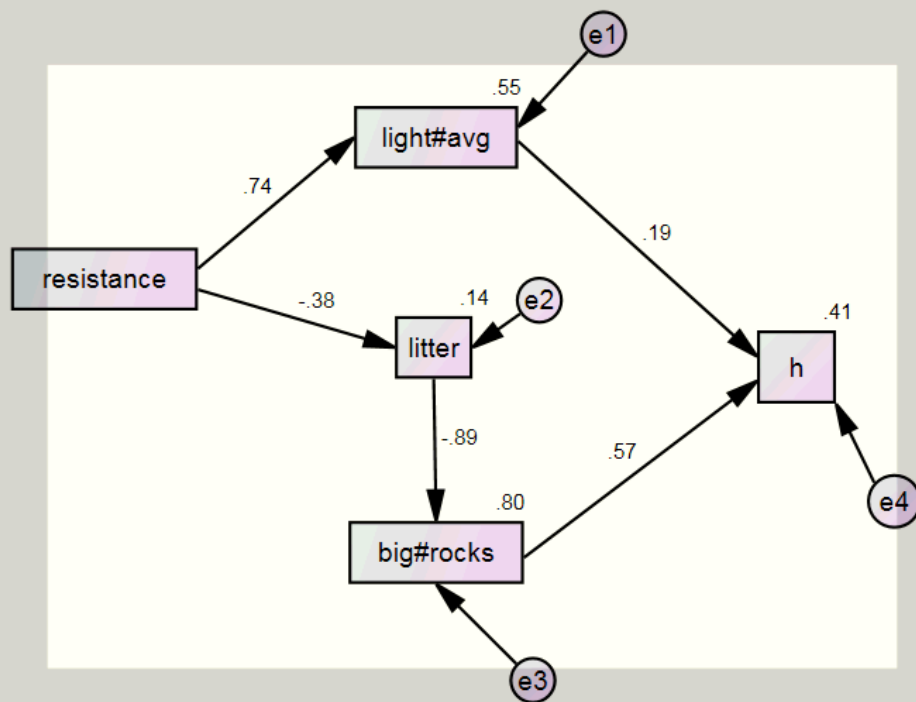 e1
.55
light#avg
.74
.19
resistance
-.38
.14
e2
.41
litter
h
-.89
.57
.80
e4
big#rocks
e3